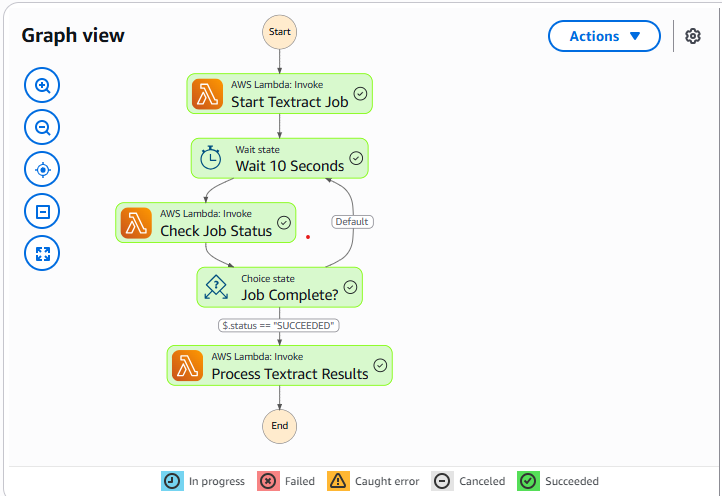 Graph view
Actions
Start
AWS Lambda: Invoke
Start Textract Job
Wait state
Wait 10 Seconds
AWS Lambda: Invoke
Check Job Status
Default
Choice state
Job Complete?
$.status == "SUCCEEDED"
AWS Lambda: Invoke
Process Textract Results
End
In progress
Failed
Caught error
Canceled
Succeeded